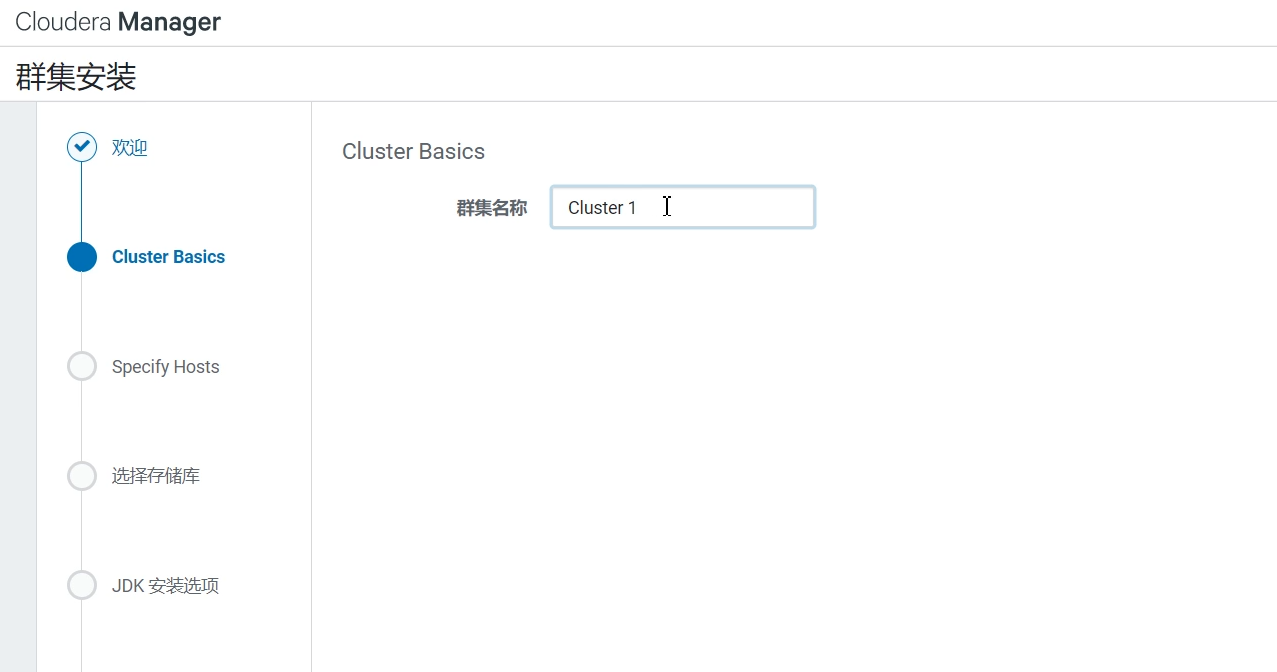 Cloudera Manager
群集安装
欢迎
Cluster Basics
Specify Hosts
选择存储库
JDK 安装选项
Cluster Basics
群集名称 Cluster 1